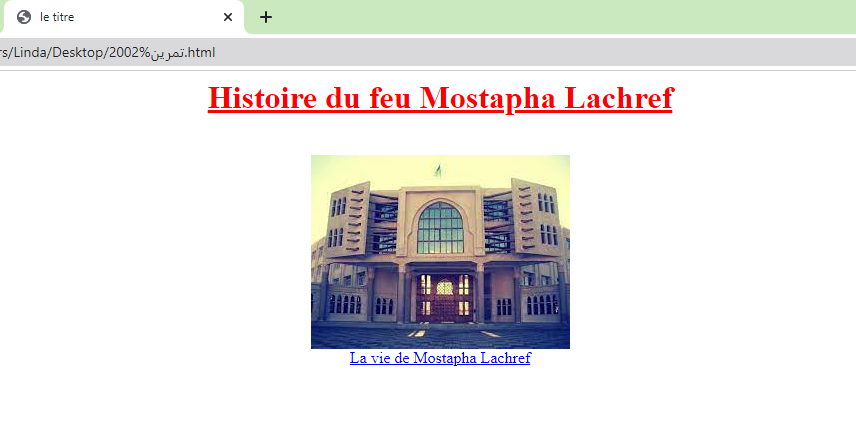 le titre
rs/Linda/Desktop/2002%تمرين.html
Histoire du feu Mostapha Lachref
La vie de Mostapha Lachref